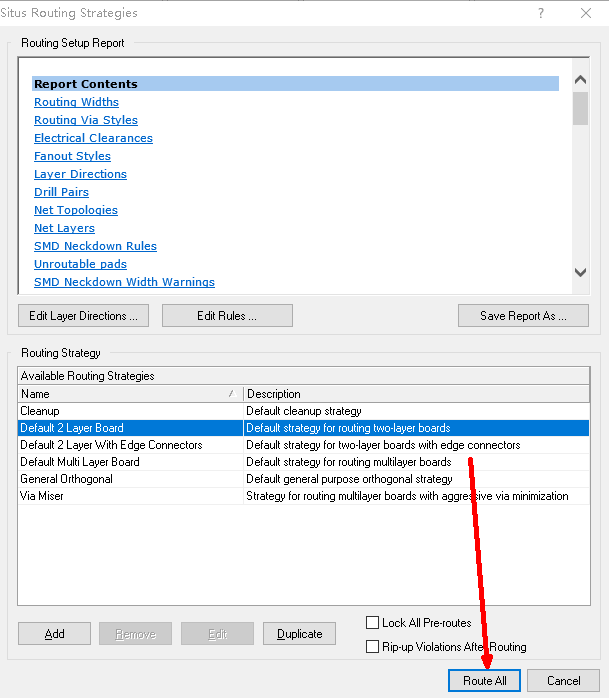 Situs Routing Strategies ?
Routing Setup Report
Report Contents
Routing Widths
Routing Via Styles
Electrical Clearances
Fanout Styles
Layer Directions
Drill Pairs
Net Topologies
Net Layers
SMD Neckdown Rules
Unroutable pads
SMD Neckdown Width Warnings
Edit Layer Directions ... Edit Rules ... Save Report As ...
Routing Strategy
Available Routing Strategies
Name Description
Cleanup Default cleanup strategy
Default 2 Layer Board Default strategy for routing two-layer boards
Default 2 Layer With Edge Connectors Default strategy for two-layer boards with edge connectors
Default Multi Layer Board Default strategy for routing multilayer boards
General Orthogonal Default general purpose orthogonal strategy
Via Miser Strategy for routing multilayer boards with aggressive via minimization
Add Remove Edit Duplicate
Lock All Pre-routes
Rip-up Violations After Routing
Route All Cancel